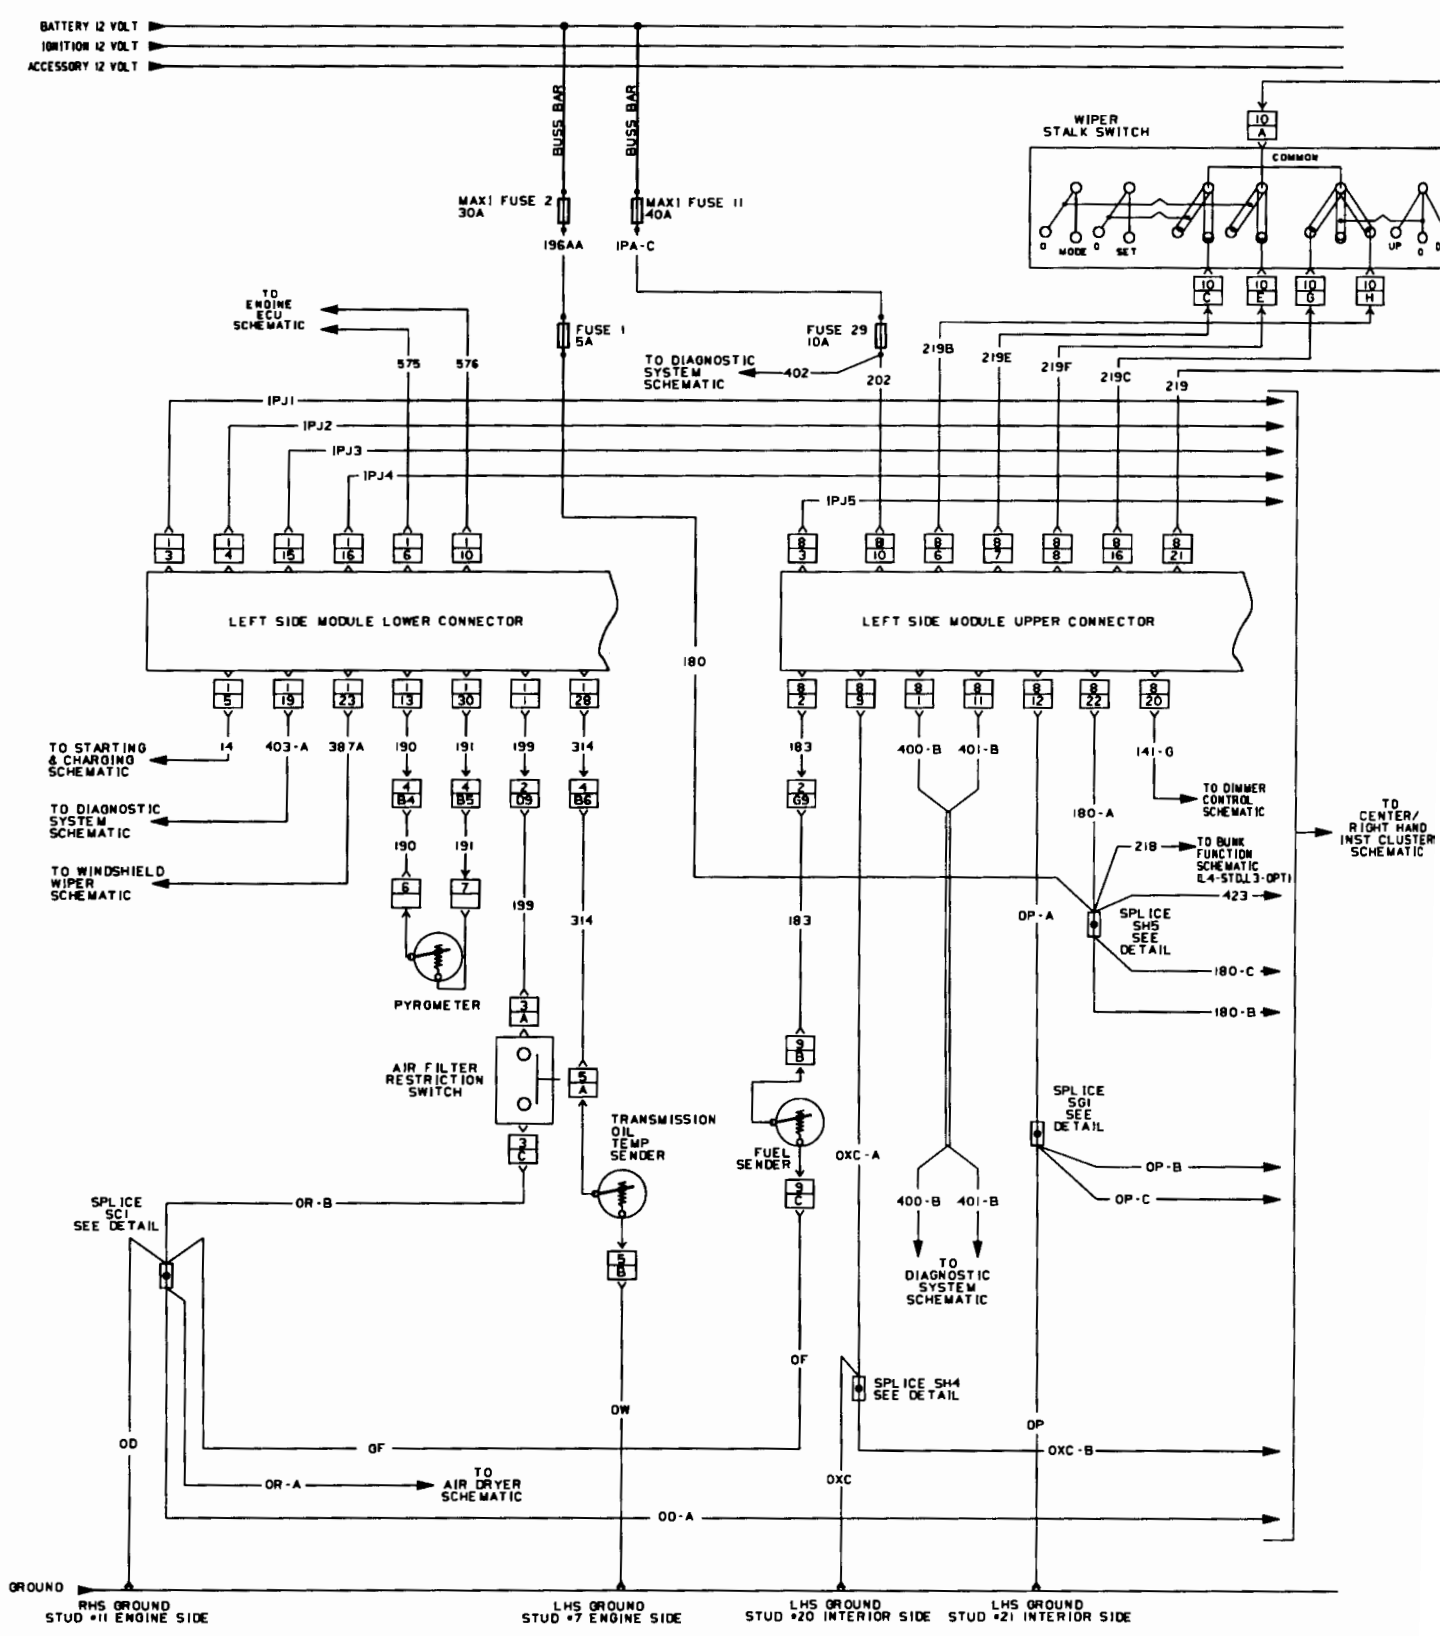 BATTERY 12 VOLT
IGNITION 12 VOLT
ACCESSORY 12 VOLT
BUSS BAR
BUSS BAR
WIPER
STALK SWITCH
10
A
COMMON
MAXI FUSE 2
30A
MAXI FUSE 11
40A
O
MODE
O
SET
UP
O
196AA
1PA-C
10
C
10
E
10
G
10
H
TO
ENGINE
ECU
SCHEMATIC
FUSE 1
5A
FUSE 29
10A
TO DIAGNOSTIC
SYSTEM
SCHEMATIC
402
202
219B
219E
219F
219C
219
575
576
1PJ1
1PJ2
1PJ3
1PJ4
1PJ5
1
3
1
4
1
15
1
16
1
6
1
10
8
3
8
10
8
6
8
7
8
8
8
16
8
21
LEFT SIDE MODULE LOWER CONNECTOR
LEFT SIDE MODULE UPPER CONNECTOR
180
1
5
1
19
1
23
1
13
1
30
1
1
1
28
8
2
8
9
8
1
8
11
8
12
8
22
8
20
TO STARTING
& CHARGING
SCHEMATIC
14
403-A
387A
190
191
199
314
183
400-B
401-B
141-G
4
B4
4
B5
2
D9
4
B6
2
G9
TO DIAGNOSTIC
SYSTEM
SCHEMATIC
TO DIMMER
CONTROL
SCHEMATIC
180-A
TO
CENTER/
RIGHT HAND
INST CLUSTER
SCHEMATIC
190
191
218
TO BUNK
FUNCTION
SCHEMATIC
(L4-STD,L3-OPT)
TO WINDSHIELD
WIPER
SCHEMATIC
6
7
199
314
183
OP-A
423
SPLICE
SH5
SEE
DETAIL
180-C
180-B
PYROMETER
3
A
9
B
AIR FILTER
RESTRICTION
SWITCH
5
A
TRANSMISSION
OIL
TEMP
SENDER
SPLICE
SG1
SEE
DETAIL
3
C
FUEL
SENDER
OXC-A
OP-B
OP-C
9
C
SPLICE
SC1
SEE DETAIL
OR-B
400-B
401-B
5
B
TO
DIAGNOSTIC
SYSTEM
SCHEMATIC
OF
SPLICE SH4
SEE DETAIL
OW
OP
OD
OF
OXC-B
OR-A
TO
AIR DRYER
SCHEMATIC
OXC
OD-A
GROUND
RHS GROUND
STUD #11 ENGINE SIDE
LHS GROUND
STUD #7 ENGINE SIDE
LHS GROUND
STUD #20 INTERIOR SIDE
LHS GROUND
STUD #21 INTERIOR SIDE